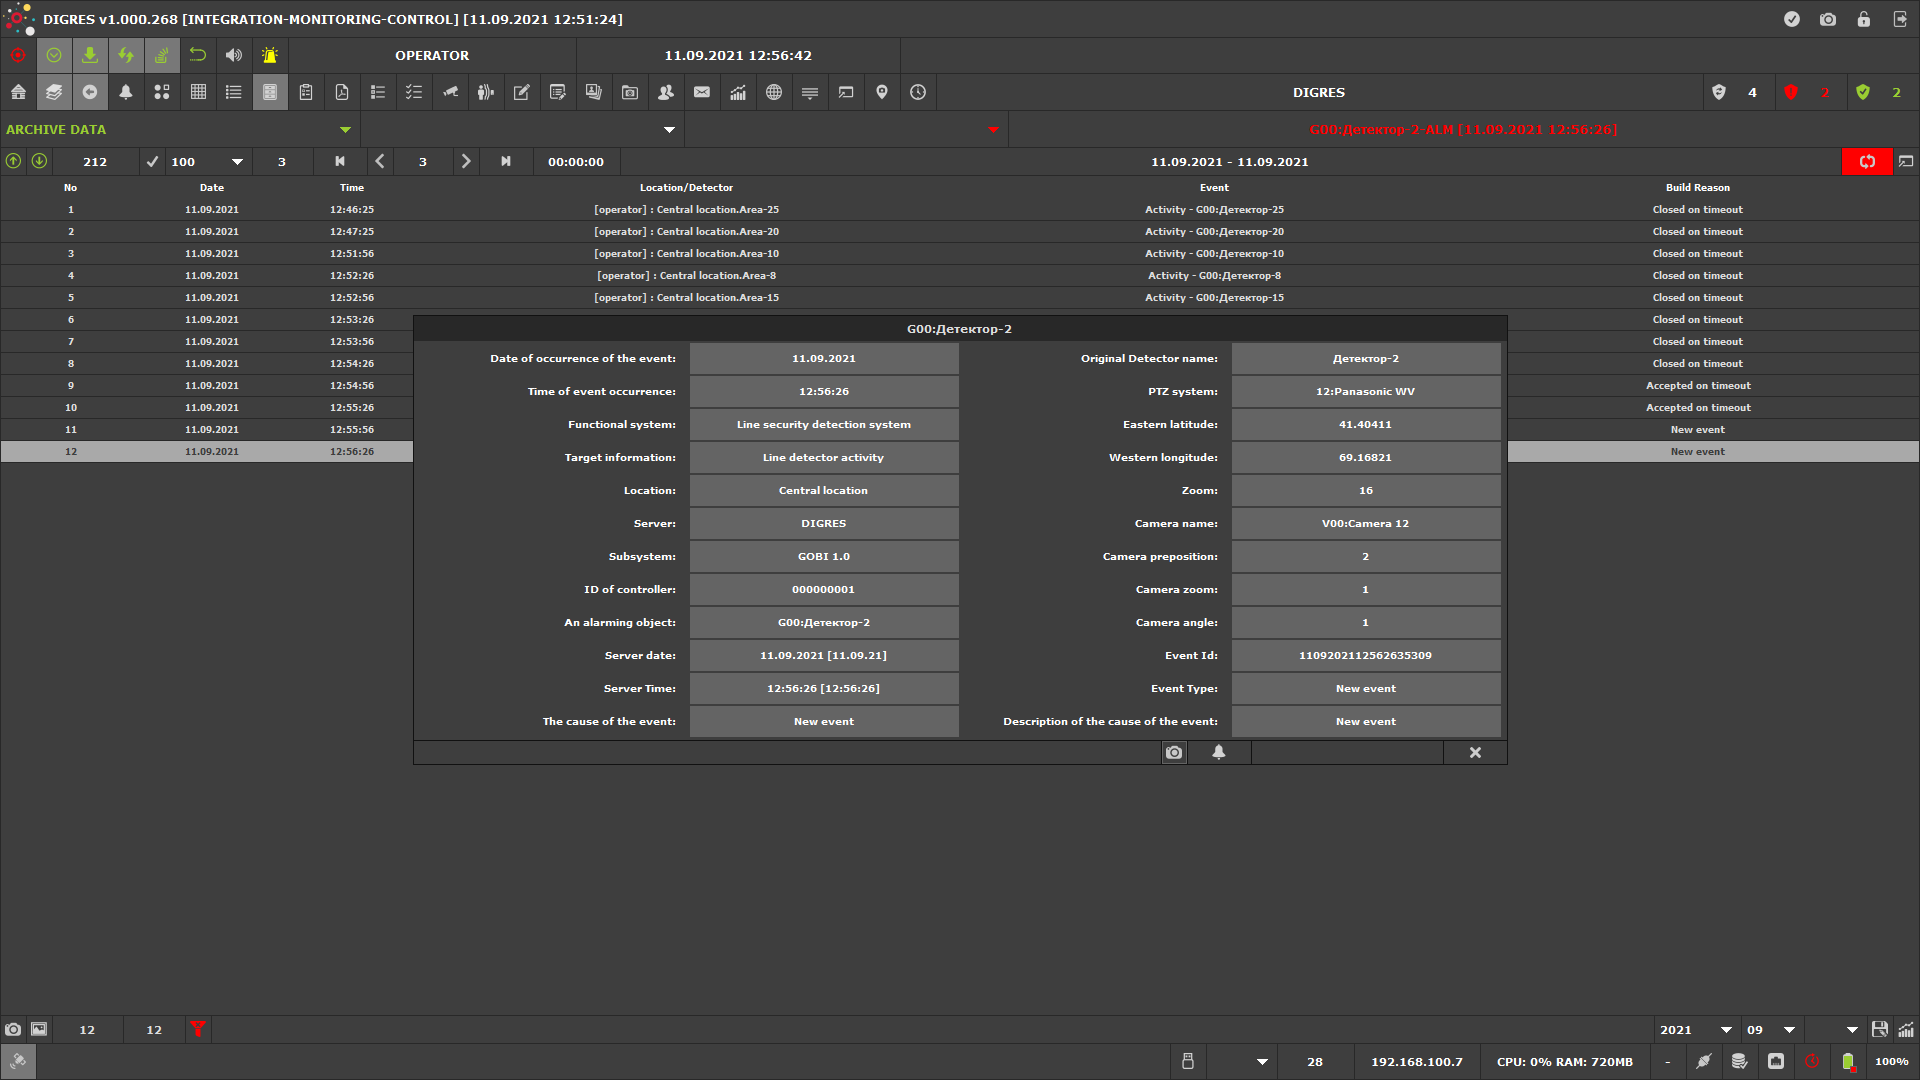 DIGRES v1.000.268 [INTEGRATION-MONITORING-CONTROL] [11.09.2021 12:51:24]
OPERATOR 11.09.2021 12:56:42
DIGRES 4 2 2
ARCHIVE DATA G00:Детектор-2-ALM [11.09.2021 12:56:26]
212 100 3 3 00:00:00 11.09.2021 - 11.09.2021
No Date Time Location/Detector Event Build Reason
1 11.09.2021 12:46:25 [operator] : Central location.Area-25 Activity - G00:Детектор-25 Closed on timeout
2 11.09.2021 12:47:25 [operator] : Central location.Area-20 Activity - G00:Детектор-20 Closed on timeout
3 11.09.2021 12:51:56 [operator] : Central location.Area-10 Activity - G00:Детектор-10 Closed on timeout
4 11.09.2021 12:52:26 [operator] : Central location.Area-8 Activity - G00:Детектор-8 Closed on timeout
5 11.09.2021 12:52:56 [operator] : Central location.Area-15 Activity - G00:Детектор-15 Closed on timeout
6 11.09.2021 12:53:26 Closed on timeout
7 11.09.2021 12:53:56 Closed on timeout
8 11.09.2021 12:54:26 Closed on timeout
9 11.09.2021 12:54:56 Accepted on timeout
10 11.09.2021 12:55:26 Accepted on timeout
11 11.09.2021 12:55:56 New event
12 11.09.2021 12:56:26 New event
G00:Детектор-2
Date of occurrence of the event: 11.09.2021 Original Detector name: Детектор-2
Time of event occurrence: 12:56:26 PTZ system: 12:Panasonic WV
Functional system: Line security detection system Eastern latitude: 41.40411
Target information: Line detector activity Western longitude: 69.16821
Location: Central location Zoom: 16
Server: DIGRES Camera name: V00:Camera 12
Subsystem: GOBI 1.0 Camera preposition: 2
ID of controller: 000000001 Camera zoom: 1
An alarming object: G00:Детектор-2 Camera angle: 1
Server date: 11.09.2021 [11.09.21] Event Id: 1109202112562635309
Server Time: 12:56:26 [12:56:26] Event Type: New event
The cause of the event: New event Description of the cause of the event: New event
12 12 2021 09
28 192.168.100.7 CPU: 0% RAM: 720MB - 100%